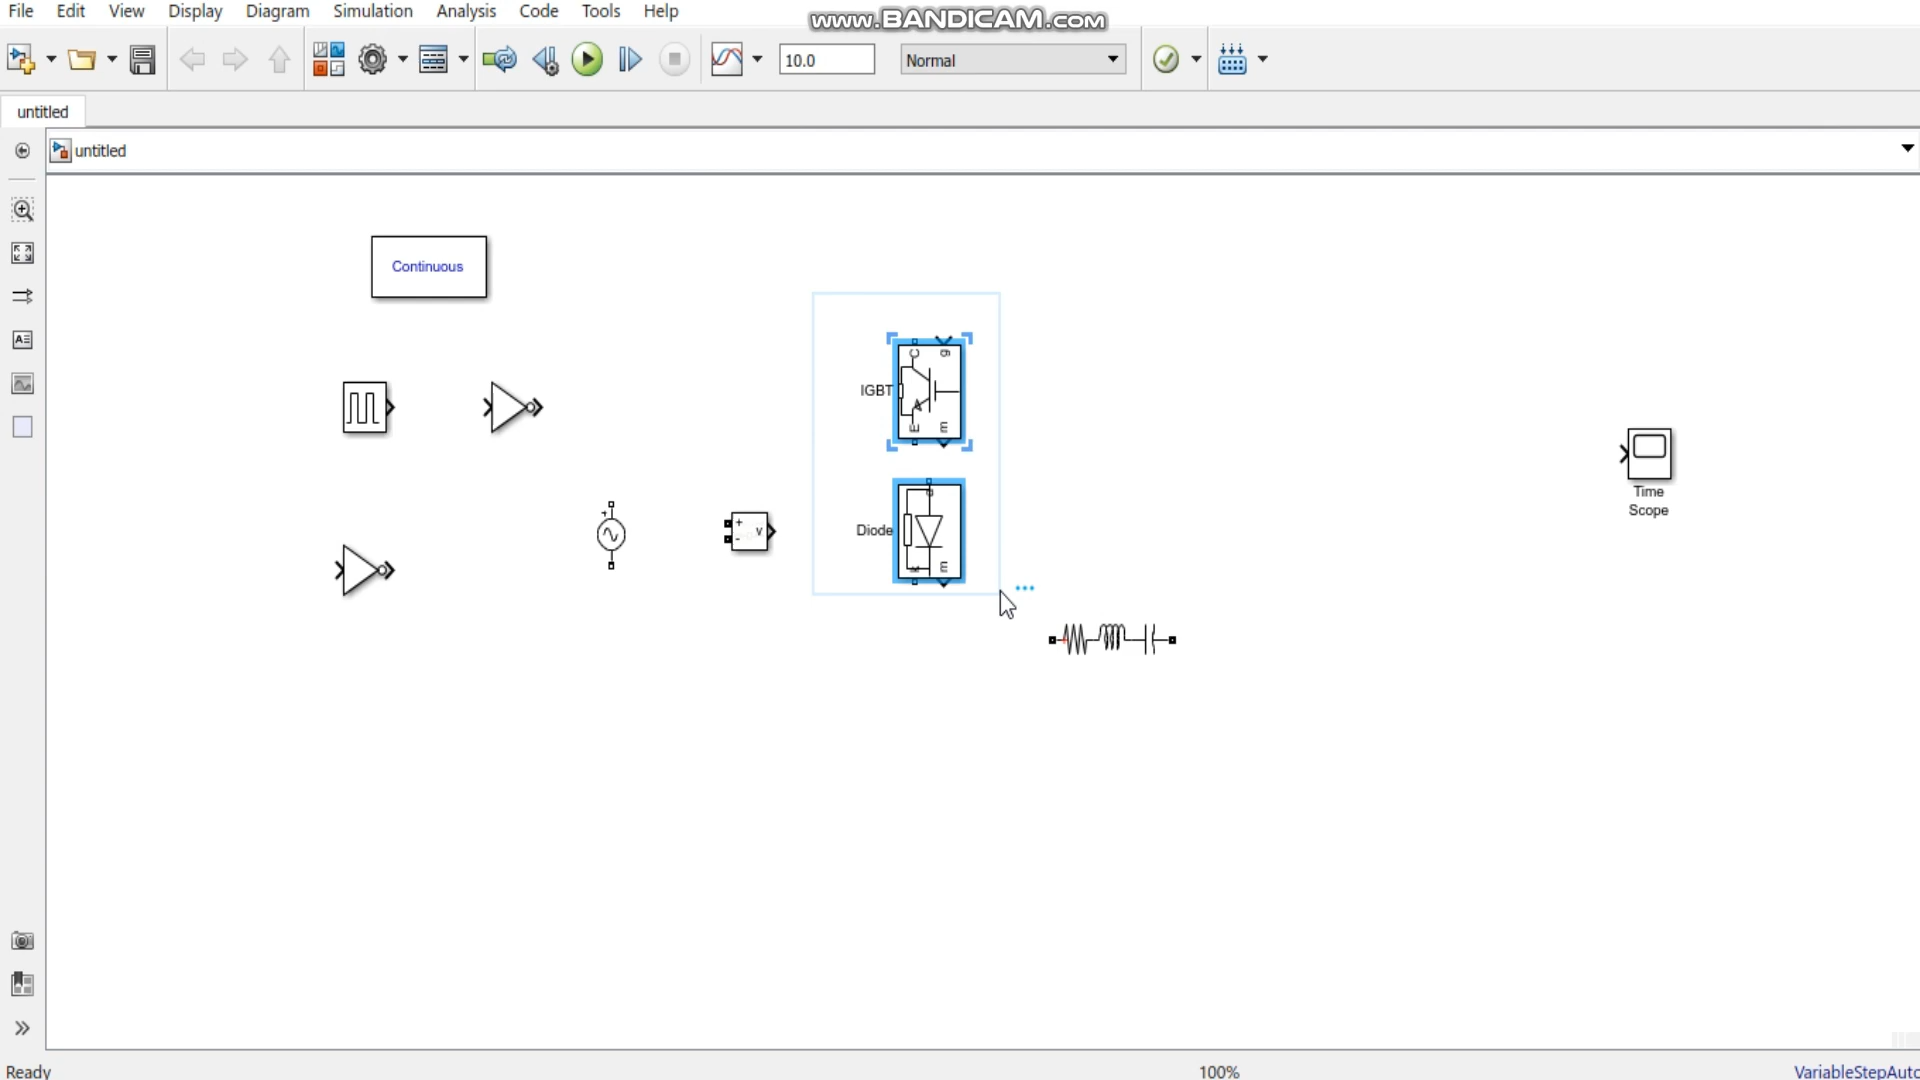 File Edit View Display Diagram Simulation Analysis Code Tools Help
www.BANDICAM.com
10.0 Normal
untitled
untitled
Continuous
IGBT C g
E m
+ v
-
+
Diode a
k m
Time
Scope
Ready 100% VariableStepAuto